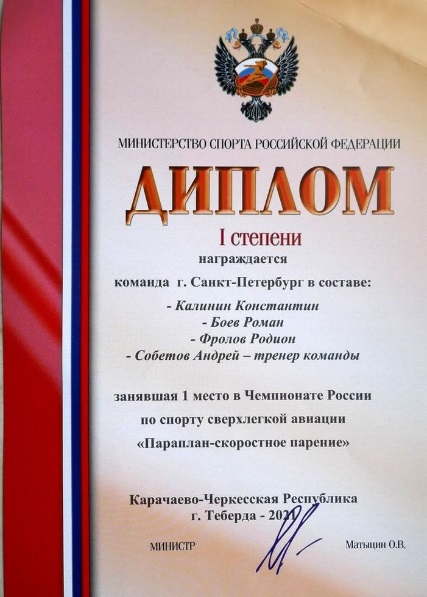 МИНИСТЕРСТВО СПОРТА РОССИЙСКОЙ ФЕДЕРАЦИИ
ДИПЛОМ
I степени
награждается
команда г. Санкт-Петербург в составе:
- Калинин Константин
- Боев Роман
- Фролов Родион
- Собетов Андрей – тренер команды
занявшая 1 место в Чемпионате России
по спорту сверхлегкой авиации
«Параплан-скоростное парение»
Карачаево-Черкесская Республика
г. Теберда - 2021
МИНИСТР Матыцин О.В.